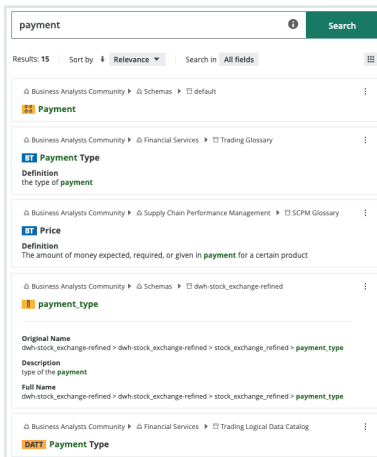 payment
Search
Results: 15 Sort by Relevance Search in All fields
Business Analysts Community Schemas default
Payment
Business Analysts Community Financial Services Trading Glossary
BT Payment Type
Definition
the type of payment
Business Analysts Community Supply Chain Performance Management SCPM Glossary
BT Price
Definition
The amount of money expected, required, or given in payment for a certain product
Business Analysts Community Schemas dwh-stock_exchange-refined
payment_type
Original Name
dwh-stock_exchange-refined > dwh-stock_exchange-refined > stock_exchange_refined > payment_type
Description
type of the payment
Full Name
dwh-stock_exchange-refined > dwh-stock_exchange-refined > stock_exchange_refined > payment_type
Business Analysts Community Financial Services Trading Logical Data Catalog
DATT Payment Type